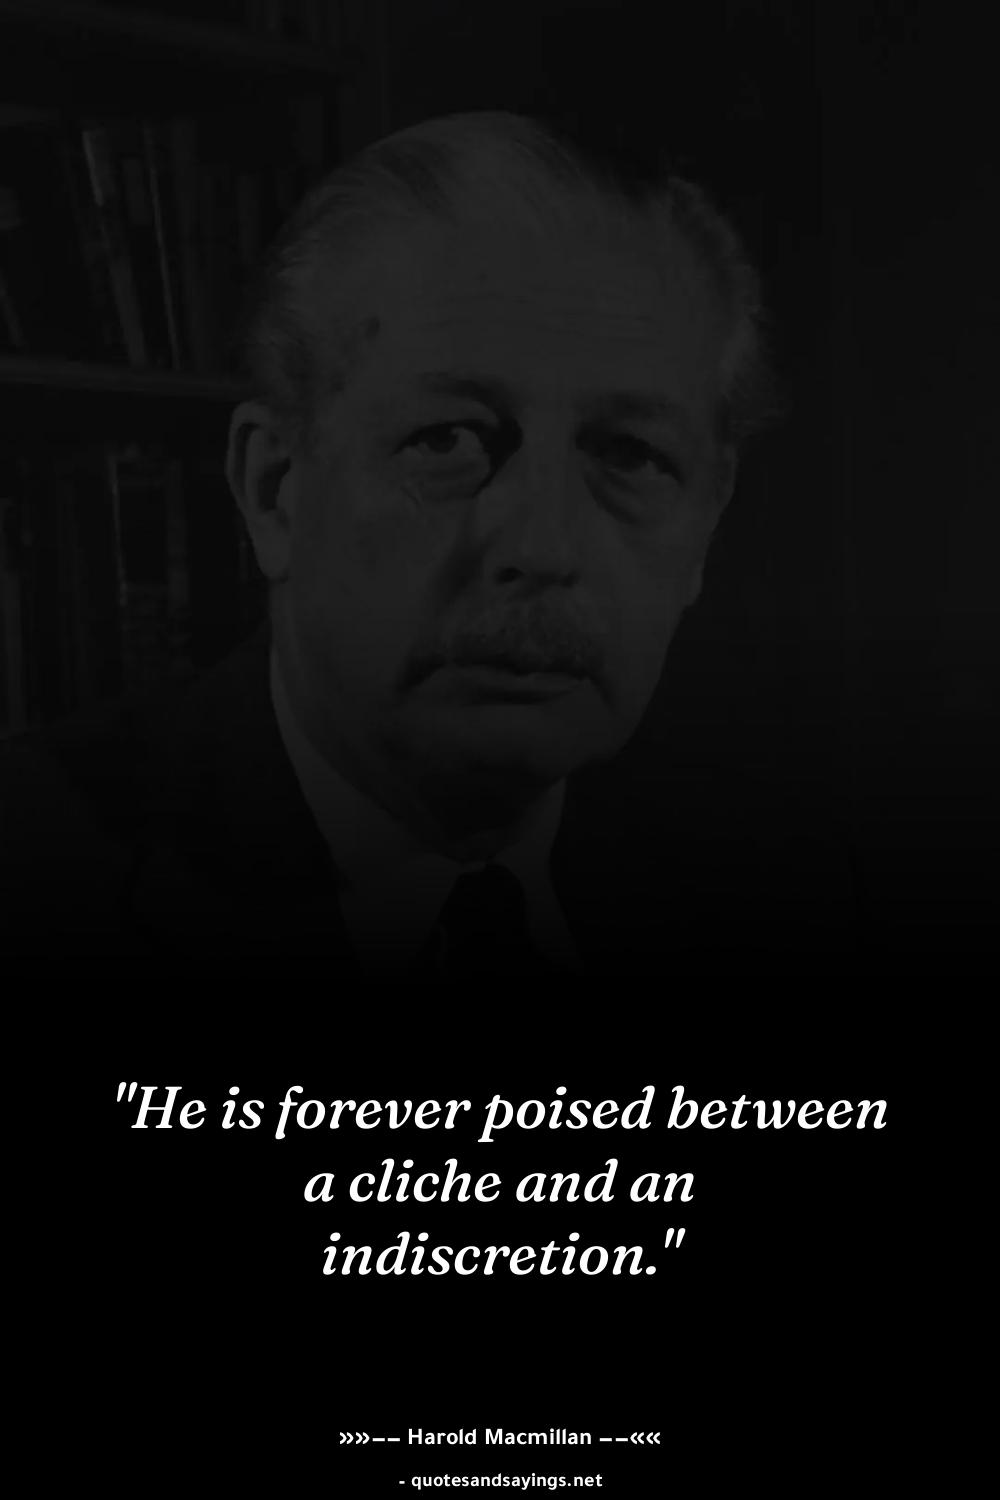 "He is forever poised between
a cliche and an
indiscretion."
»»−− Harold Macmillan −−««
- quotesandsayings.net